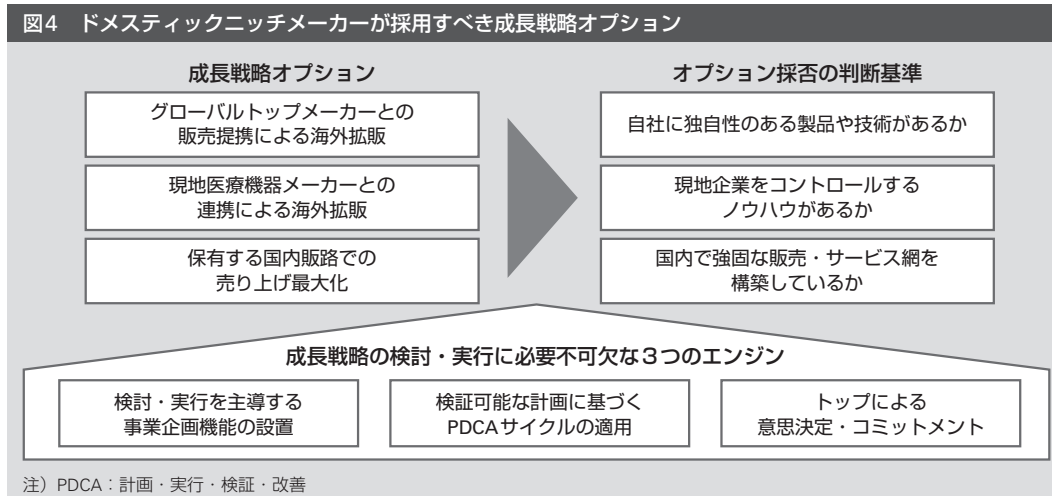 図4 ドメスティックニッチメーカーが採用すべき成長戦略オプション
成長戦略オプション
グローバルトップメーカーとの
販売提携による海外拡販
現地医療機器メーカーとの
連携による海外拡販
保有する国内販路での
売り上げ最大化
オプション採否の判断基準
自社に独自性のある製品や技術があるか
現地企業をコントロールする
ノウハウがあるか
国内で強固な販売・サービス網を
構築しているか
成長戦略の検討・実行に必要不可欠な3つのエンジン
検討・実行を主導する
事業企画機能の設置
検証可能な計画に基づく
PDCAサイクルの適用
トップによる
意思決定・コミットメント
注）PDCA：計画・実行・検証・改善